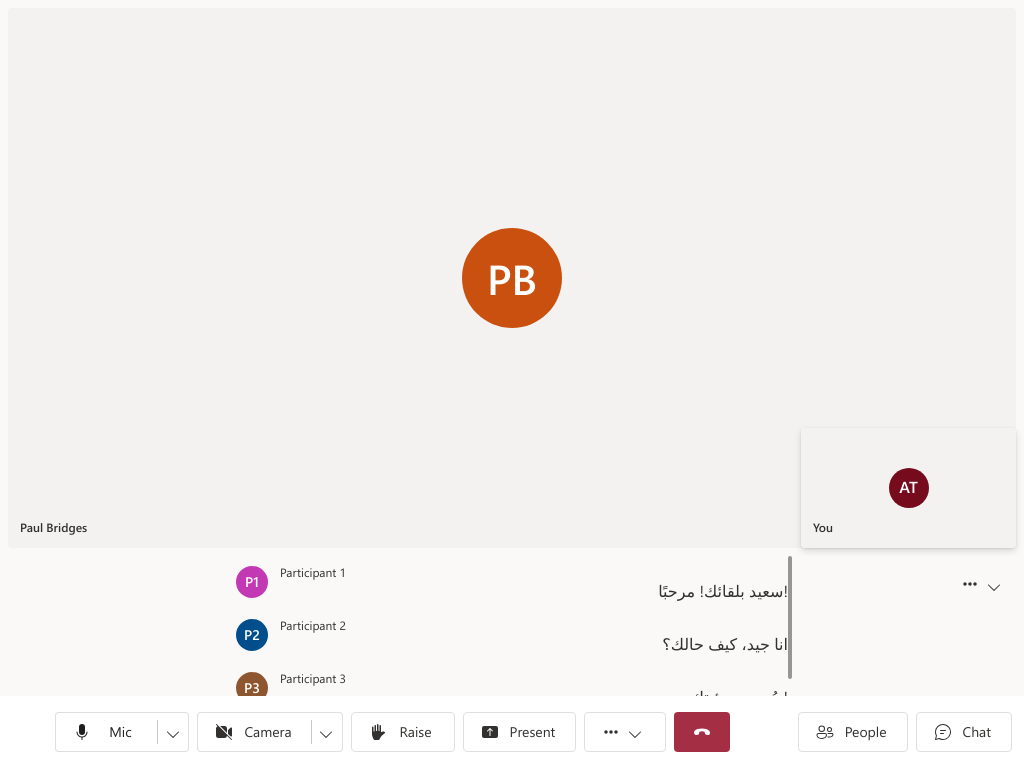 PB
AT
Paul Bridges
You
P1
Participant 1
سعيد بلقائك! مرحبًا!
P2
Participant 2
انا جيد، كيف حالك؟
P3
Participant 3
Mic
Camera
Raise
Present
People
Chat